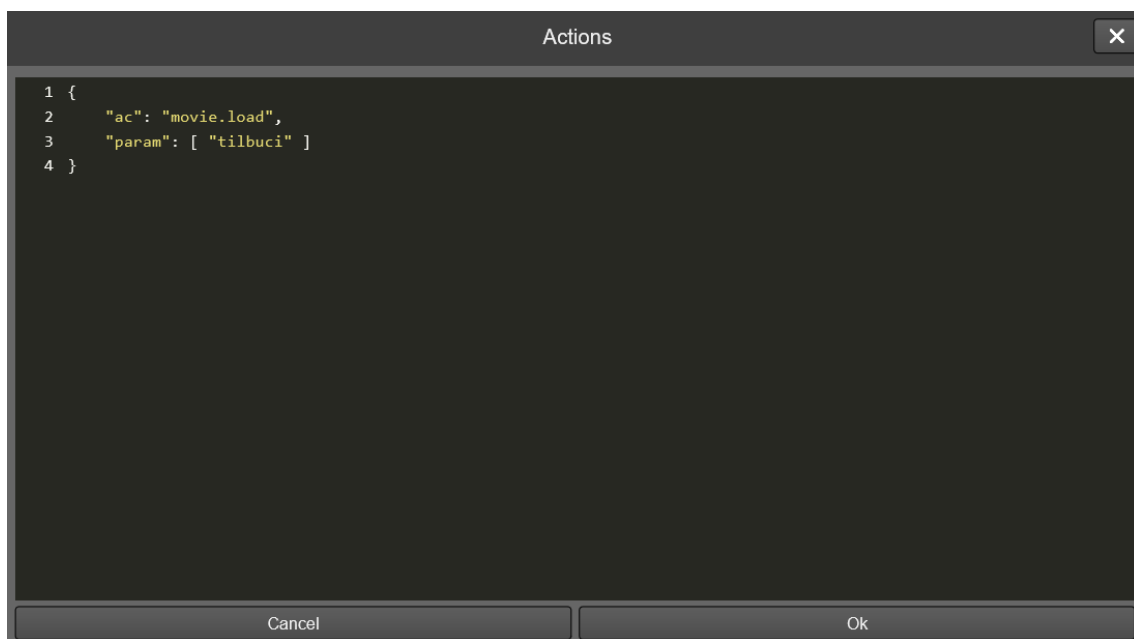 Actions
1 {
2     "ac": "movie.load",
3     "param": [ "tilbuci" ]
4 }
Cancel
Ok